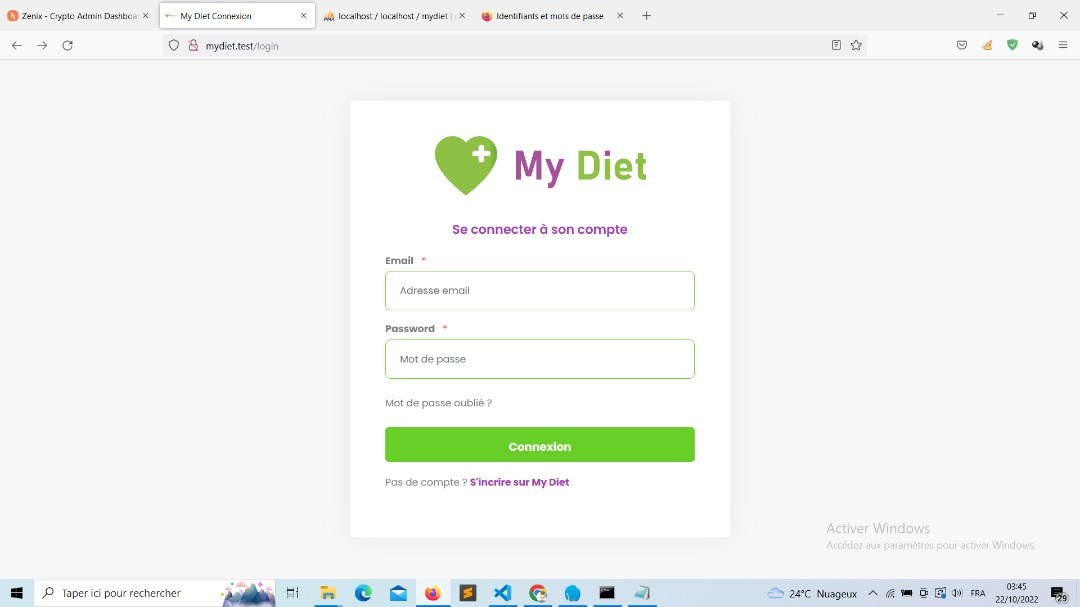 Zenix - Crypto Admin Dashboa
My Diet Connexion
localhost / localhost / mydiet |
Identifiants et mots de passe
mydiet.test/login
My Diet
Se connecter à son compte
Email *
Adresse email
Password *
Mot de passe
Mot de passe oublié ?
Connexion
Pas de compte ? S'incrire sur My Diet
Activer Windows
Accédez aux paramètres pour activer Windows.
Taper ici pour rechercher
24°C Nuageux
FRA
03:45
22/10/2022
29